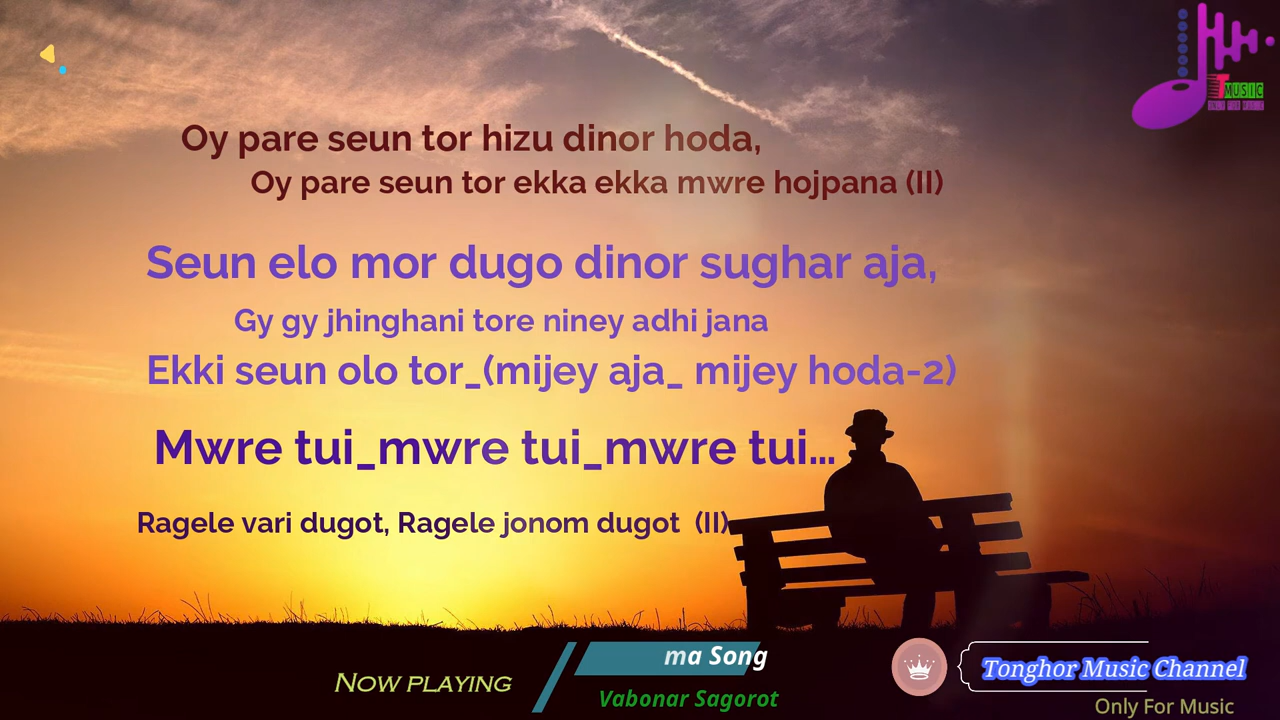 T MUSIC
Oy pare seun tor hizu dinor hoda,
Oy pare seun tor ekka ekka mwre hojpana (II)
Seun elo mor dugo dinor sughar aja,
Gy gy jhinghani tore niney adhi jana
Ekki seun olo tor_(mijey aja_ mijey hoda-2)
Mwre tui_mwre tui_mwre tui...
Ragele vari dugot, Ragele jonom dugot (II)
ma Song
NOW PLAYING
Vabonar Sagorot
Tonghor Music Channel
Only For Music